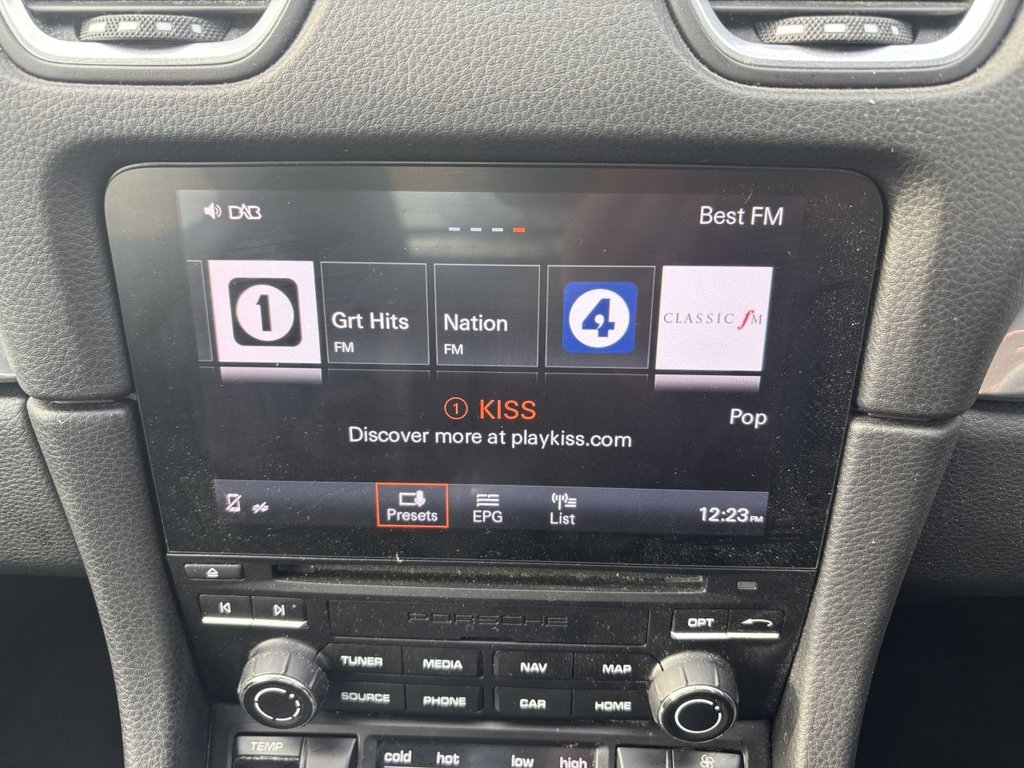 DAB
Best FM
1
Grt Hits
FM
Nation
FM
4
CLASSIC fM
1 KISS
Discover more at playkiss.com
Pop
Presets
EPG
List
12:23PM
OPT
PORSCHE
TUNER
MEDIA
NAV
MAP
SOURCE
PHONE
CAR
HOME
TEMP
cold hot low high